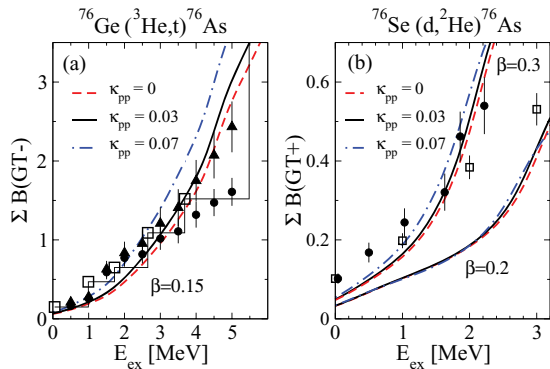 ⁷⁶Ge (³He,t)⁷⁶As
⁷⁶Se (d,²He)⁷⁶As
(a)
κpp = 0
κpp = 0.03
κpp = 0.07
β=0.15
Σ B(GT-)
0
1
2
3
0 1 2 3 4 5
Eex [MeV]
(b)
β=0.3
κpp = 0
κpp = 0.03
κpp = 0.07
β=0.2
Σ B(GT+)
0
0.2
0.4
0.6
0 1 2 3
Eex [MeV]